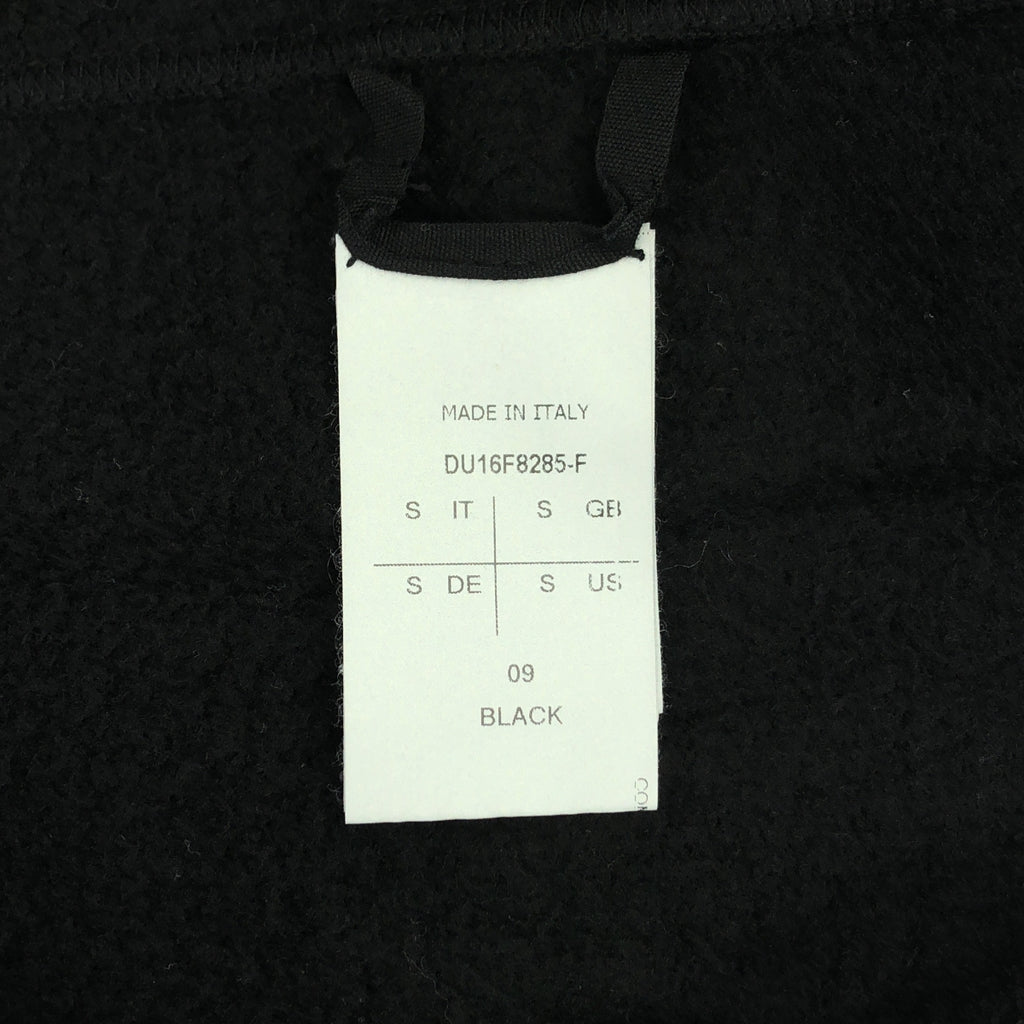 MADE IN ITALY
DU16F8285-F
S IT S GB
S DE S US
09
BLACK